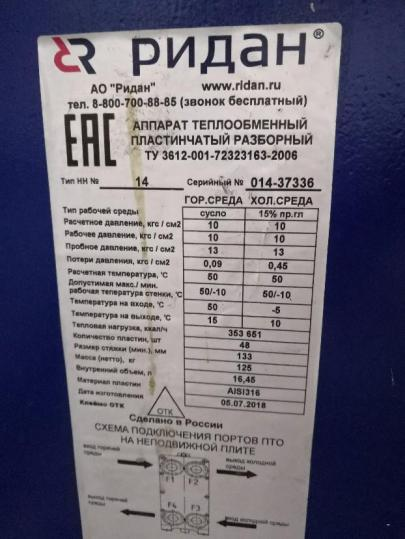 РИДАН®
АО "Ридан" www.ridan.ru
тел. 8-800-700-88-85 (звонок бесплатный)
ЕАС АППАРАТ ТЕПЛООБМЕННЫЙ
ПЛАСТИНЧАТЫЙ РАЗБОРНЫЙ
ТУ 3612-001-72323163-2006
Тип НН № 14 Серийный № 014-37336
ГОР.СРЕДА ХОЛ.СРЕДА
Тип рабочей среды сусло 15% пр.гл
Расчетное давление, кгс / см2 10 10
Рабочее давление, кгс / см2 10 10
Пробное давление, кгс / см2 13 13
Потери давления, кгс / см2 0,09 0,45
Расчетная температура, °С 50 50
Допустимая макс./ мин.
рабочая тепература стенки, °С 50/-10 50/-10
Температура на входе, °С 50 -5
Температура на выходе, °С 15 10
Тепловая нагрузка, ккал/ч 353 651
Количество пластин, шт 48
Размер стяжки (мин.), мм 133
Масса (нетто), кг 125
Внутренний объем, л 16,45
Материал пластин AISI316
Дата изготовления 05.07.2018
Клеймо ОТК ОТК
Сделано в России
СХЕМА ПОДКЛЮЧЕНИЯ ПОРТОВ ПТО
НА НЕПОДВИЖНОЙ ПЛИТЕ
вход горячей
среды
выход холодной
среды
F1 F2
F4 F3
выход горячей
среды
вход холодной
среды